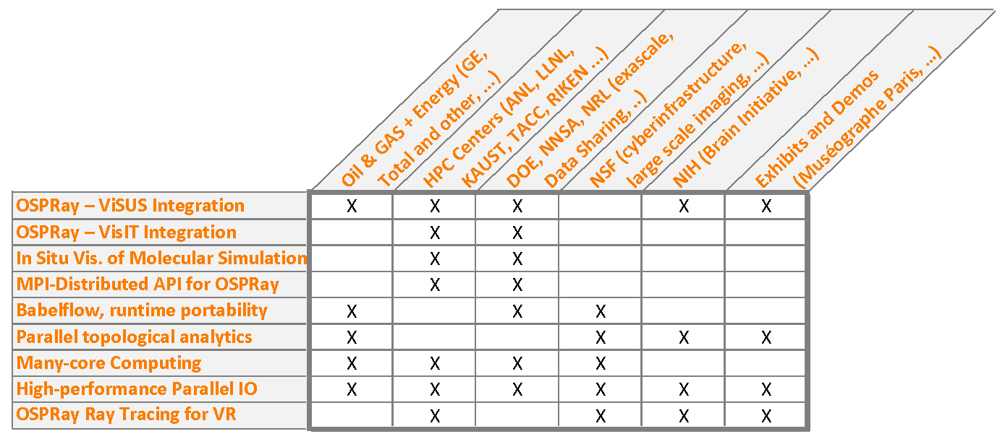 Oil & GAS + Energy (GE,
Total and other, ...)
HPC Centers (ANL, LLNL,
KAUST, TACC, RIKEN ...)
DOE, NNSA, NRL (exascale,
Data Sharing, ..)
NSF (cyberinfrastructure,
large scale imaging, ...)
NIH (Brain Initiative, ...)
Exhibits and Demos
(Muséographe Paris, ...)
OSPRay – ViSUS Integration X X X X X
OSPRay – VisIT Integration X X
In Situ Vis. of Molecular Simulation X X
MPI-Distributed API for OSPRay X X
Babelflow, runtime portability X X X
Parallel topological analytics X X X X
Many-core Computing X X X X
High-performance Parallel IO X X X X X X
OSPRay Ray Tracing for VR X X X X